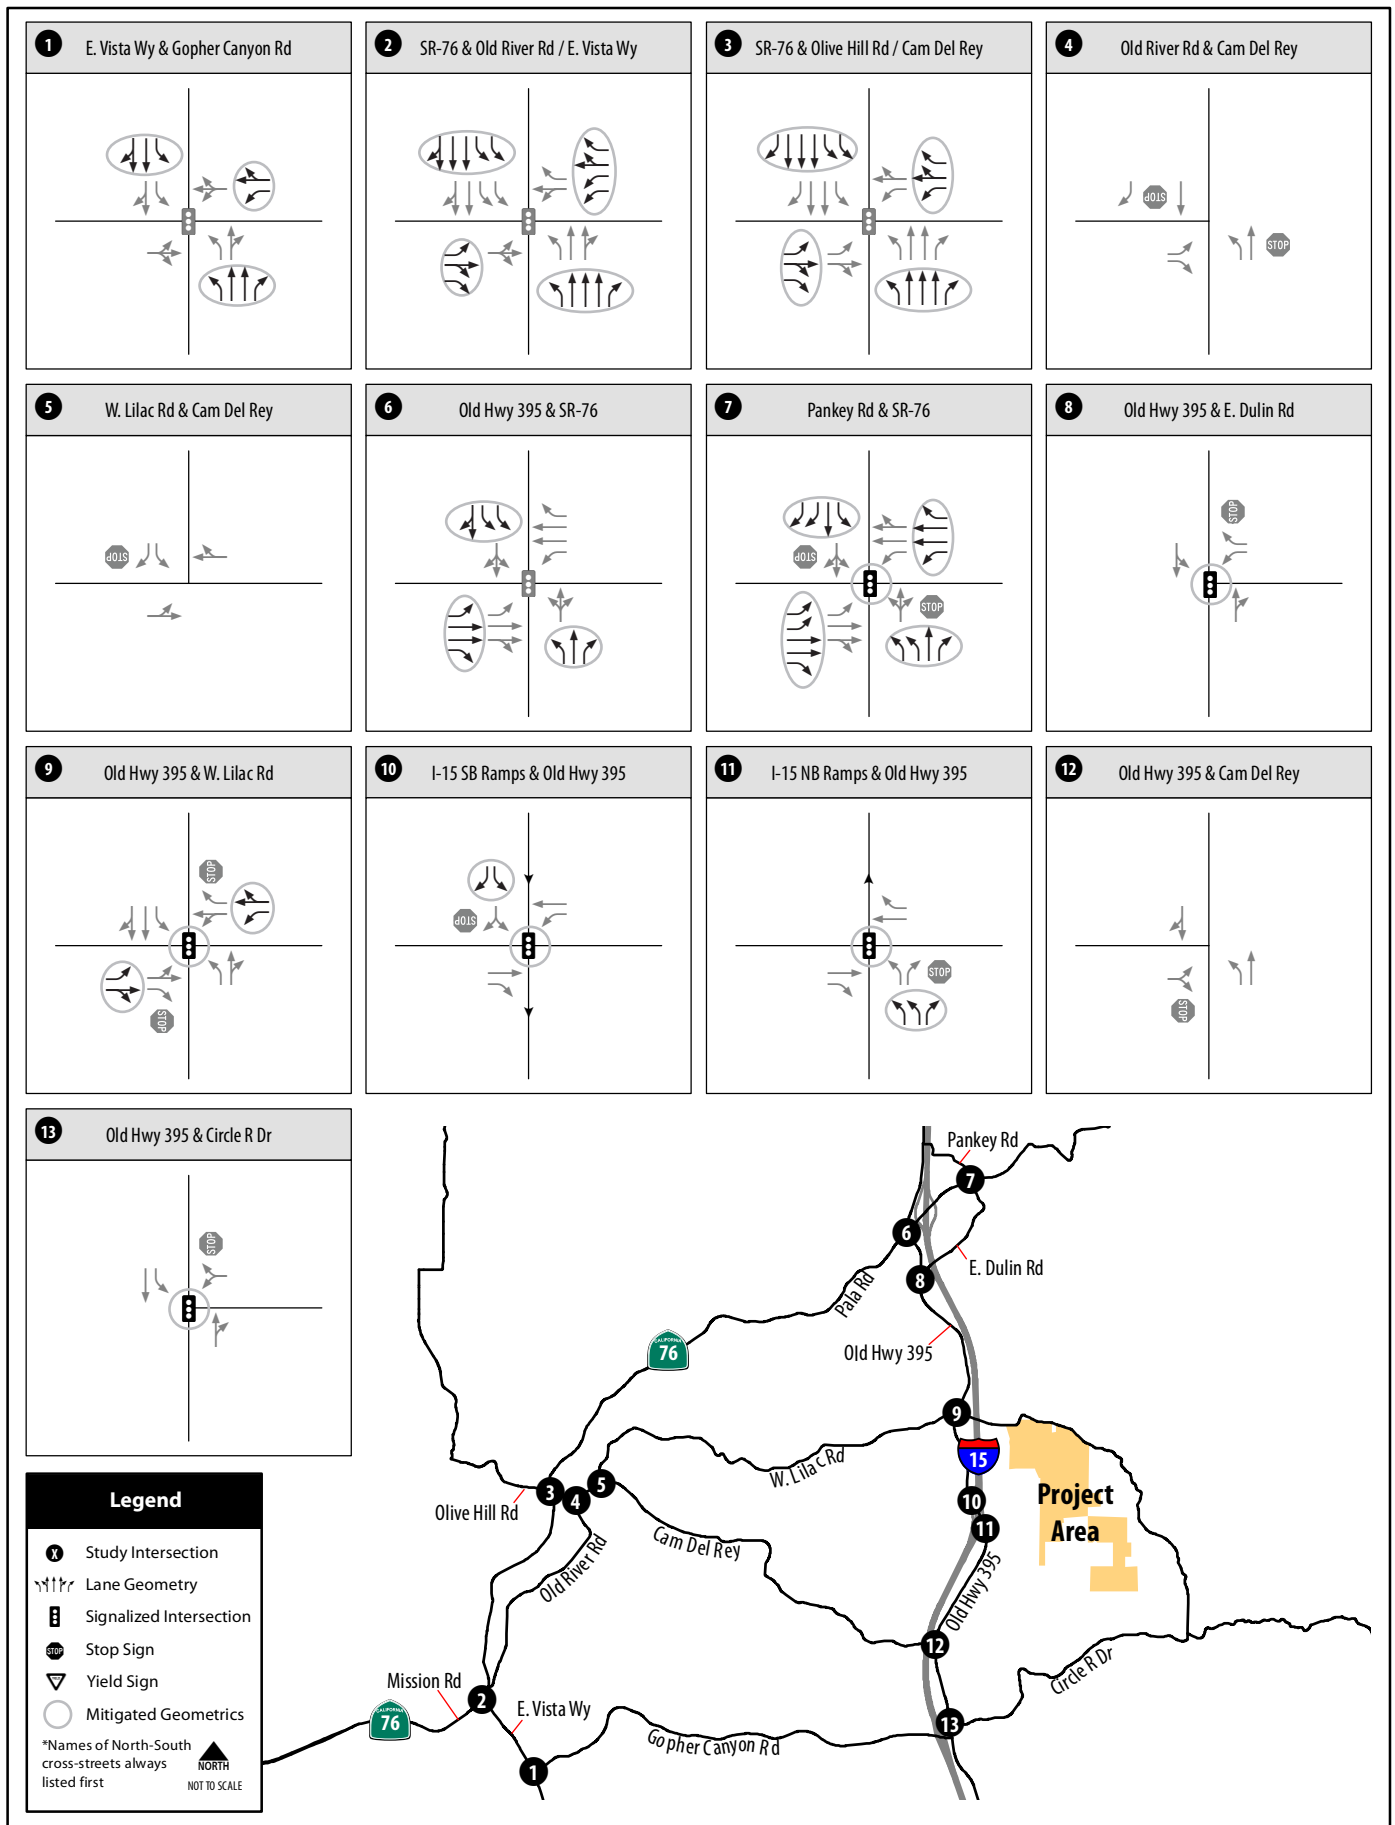 1 E. Vista Wy & Gopher Canyon Rd
2 SR-76 & Old River Rd / E. Vista Wy
3 SR-76 & Olive Hill Rd / Cam Del Rey
4 Old River Rd & Cam Del Rey
STOP
STOP
5 W. Lilac Rd & Cam Del Rey
6 Old Hwy 395 & SR-76
7 Pankey Rd & SR-76
8 Old Hwy 395 & E. Dulin Rd
STOP
STOP
STOP
STOP
9 Old Hwy 395 & W. Lilac Rd
10 I-15 SB Ramps & Old Hwy 395
11 I-15 NB Ramps & Old Hwy 395
12 Old Hwy 395 & Cam Del Rey
STOP
STOP
STOP
STOP
STOP
13 Old Hwy 395 & Circle R Dr
STOP
Pankey Rd
7
6
E. Dulin Rd
8
Pala Rd
CALIFORNIA
76
Old Hwy 395
9
15
W. Lilac Rd
Project
Area
5
3
4
10
11
Olive Hill Rd
Cam Del Rey
Old River Rd
Old Hwy 395
12
Circle R Dr
Mission Rd
2
E. Vista Wy
CALIFORNIA
76
13
Gopher Canyon Rd
1
Legend
X Study Intersection
Lane Geometry
Signalized Intersection
STOP Stop Sign
Yield Sign
Mitigated Geometrics
*Names of North-South
cross-streets always
listed first
NORTH
NOT TO SCALE